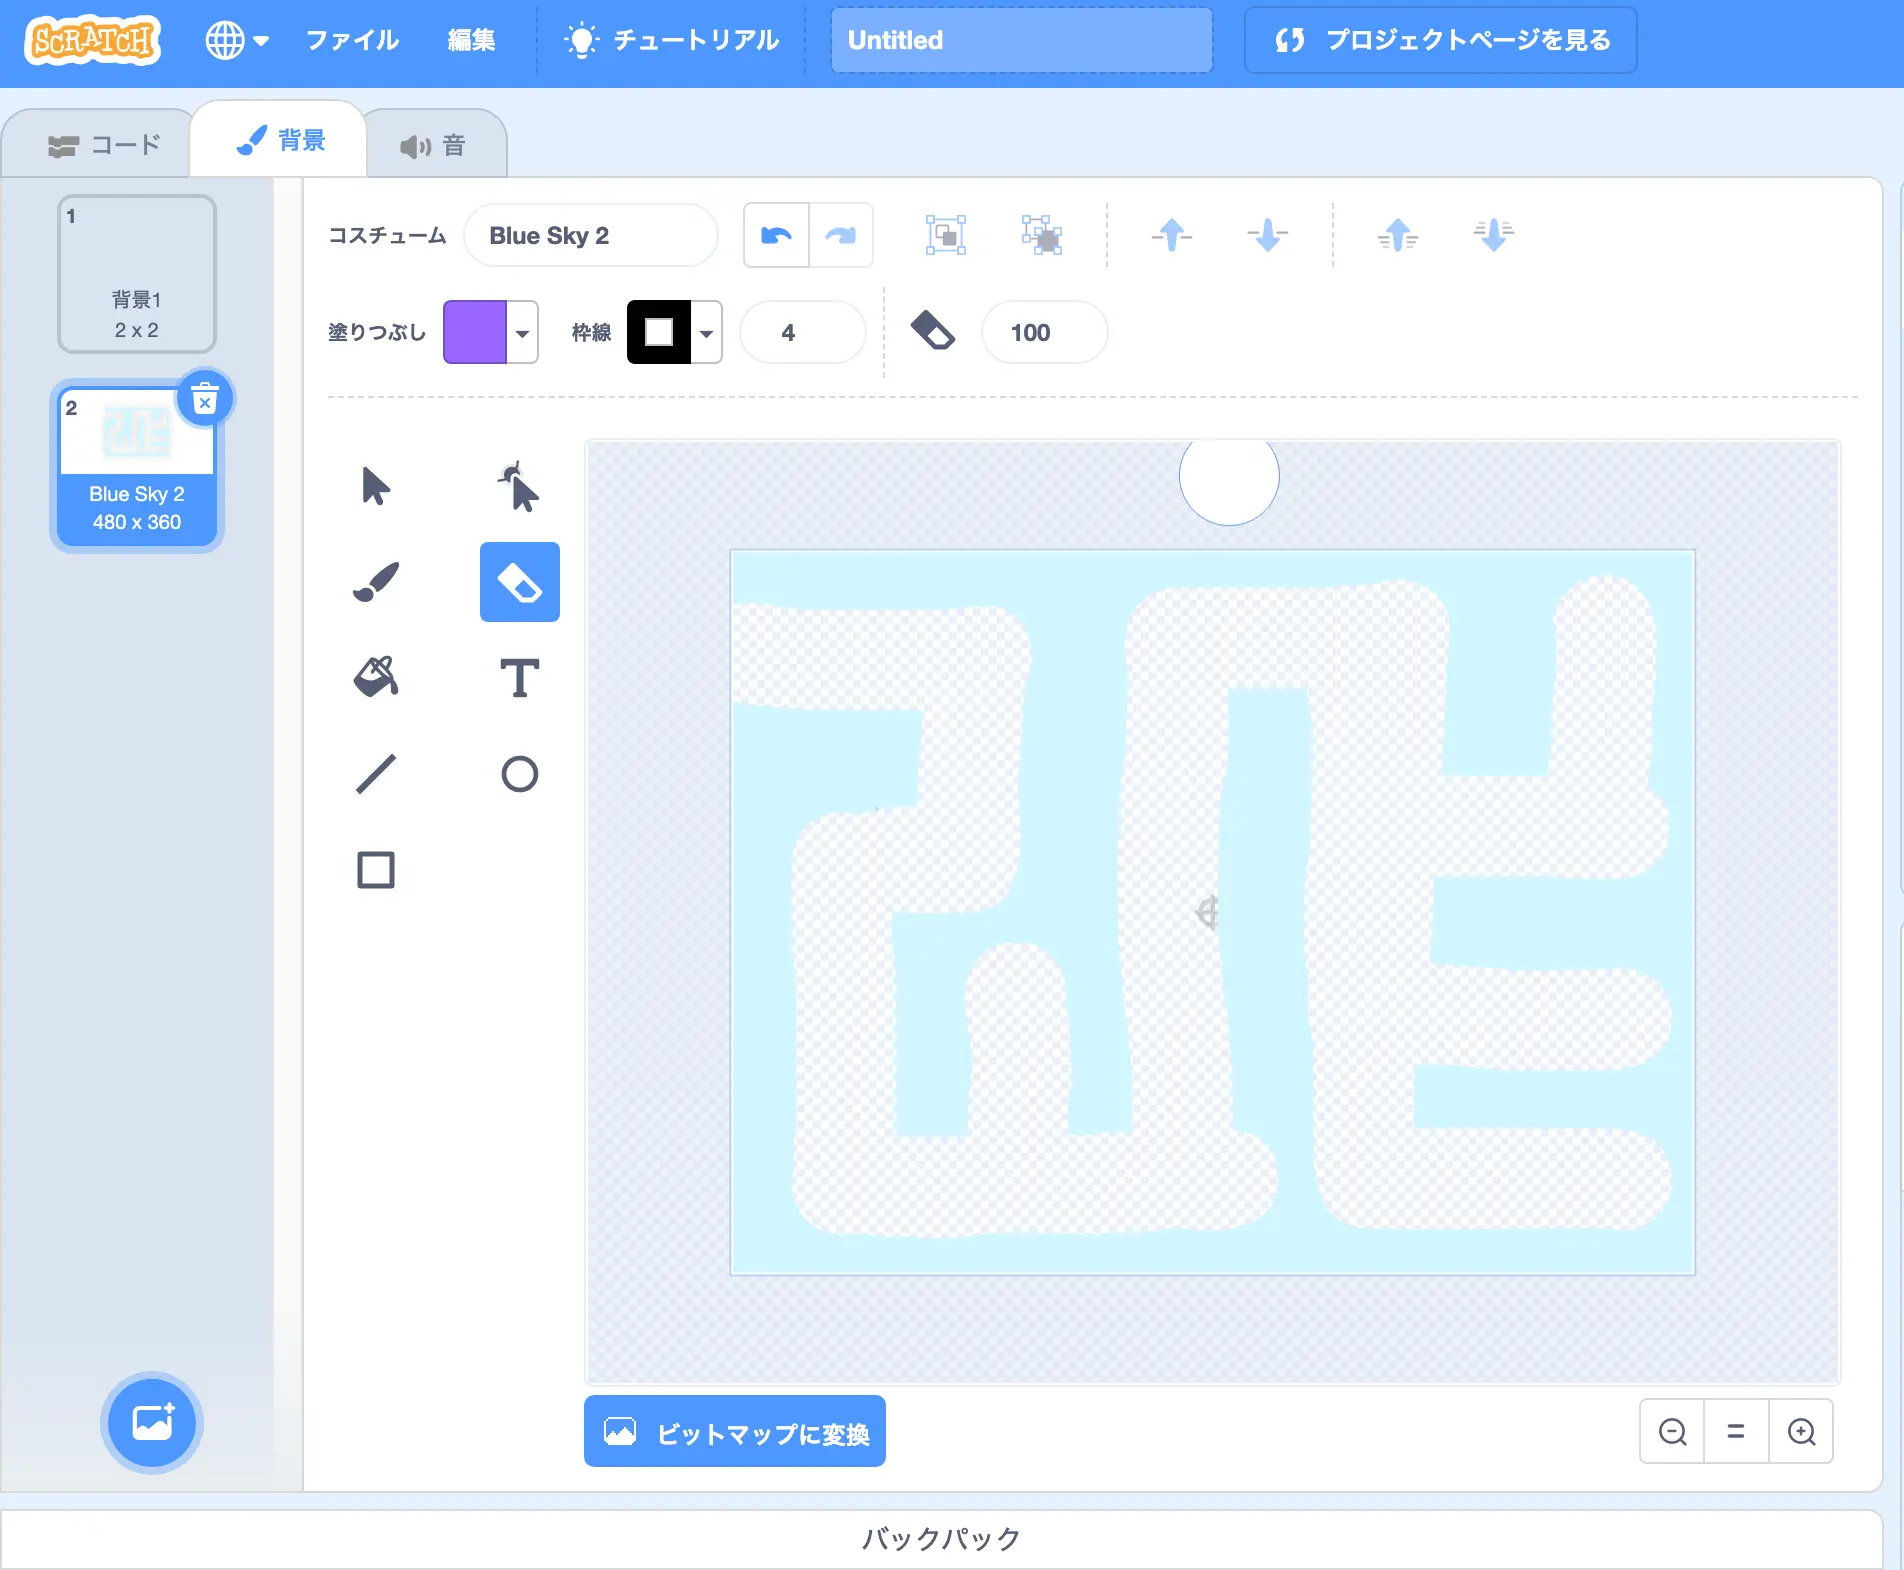 SCRATCH ファイル 編集 チュートリアル Untitled プロジェクトページを見る
コード 背景 音
1
背景1
2 x 2
2
Blue Sky 2
480 x 360
コスチューム Blue Sky 2
塗りつぶし 枠線 4 100
T
ビットマップに変換
バックパック